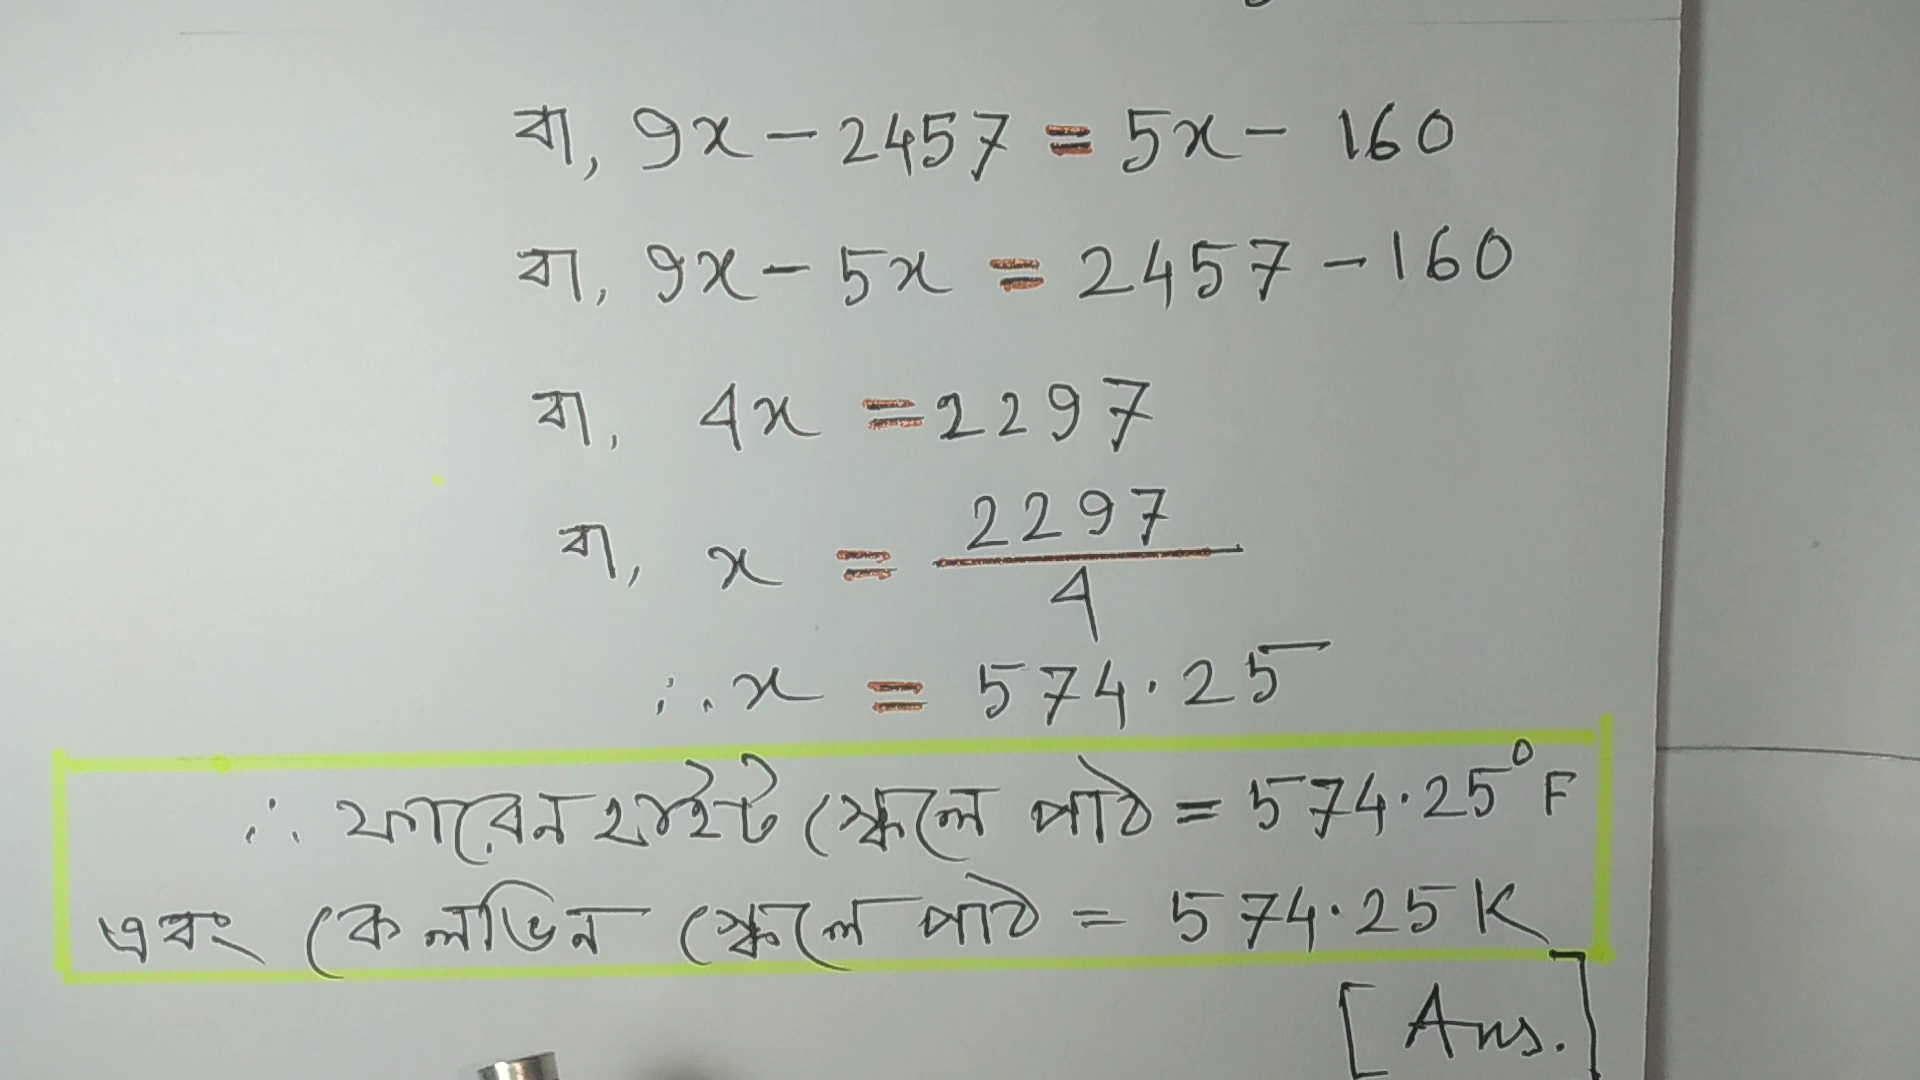 বা, 9x - 2457 = 5x - 160
বা, 9x - 5x = 2457 - 160
বা, 4x = 2297
বা, x = 2297/4
∴ x = 574.25
∴ ফারেনহাইট স্কেলে পাঠ = 574.25°F
এবং কেলভিন স্কেলে পাঠ = 574.25 K
[Ans.]